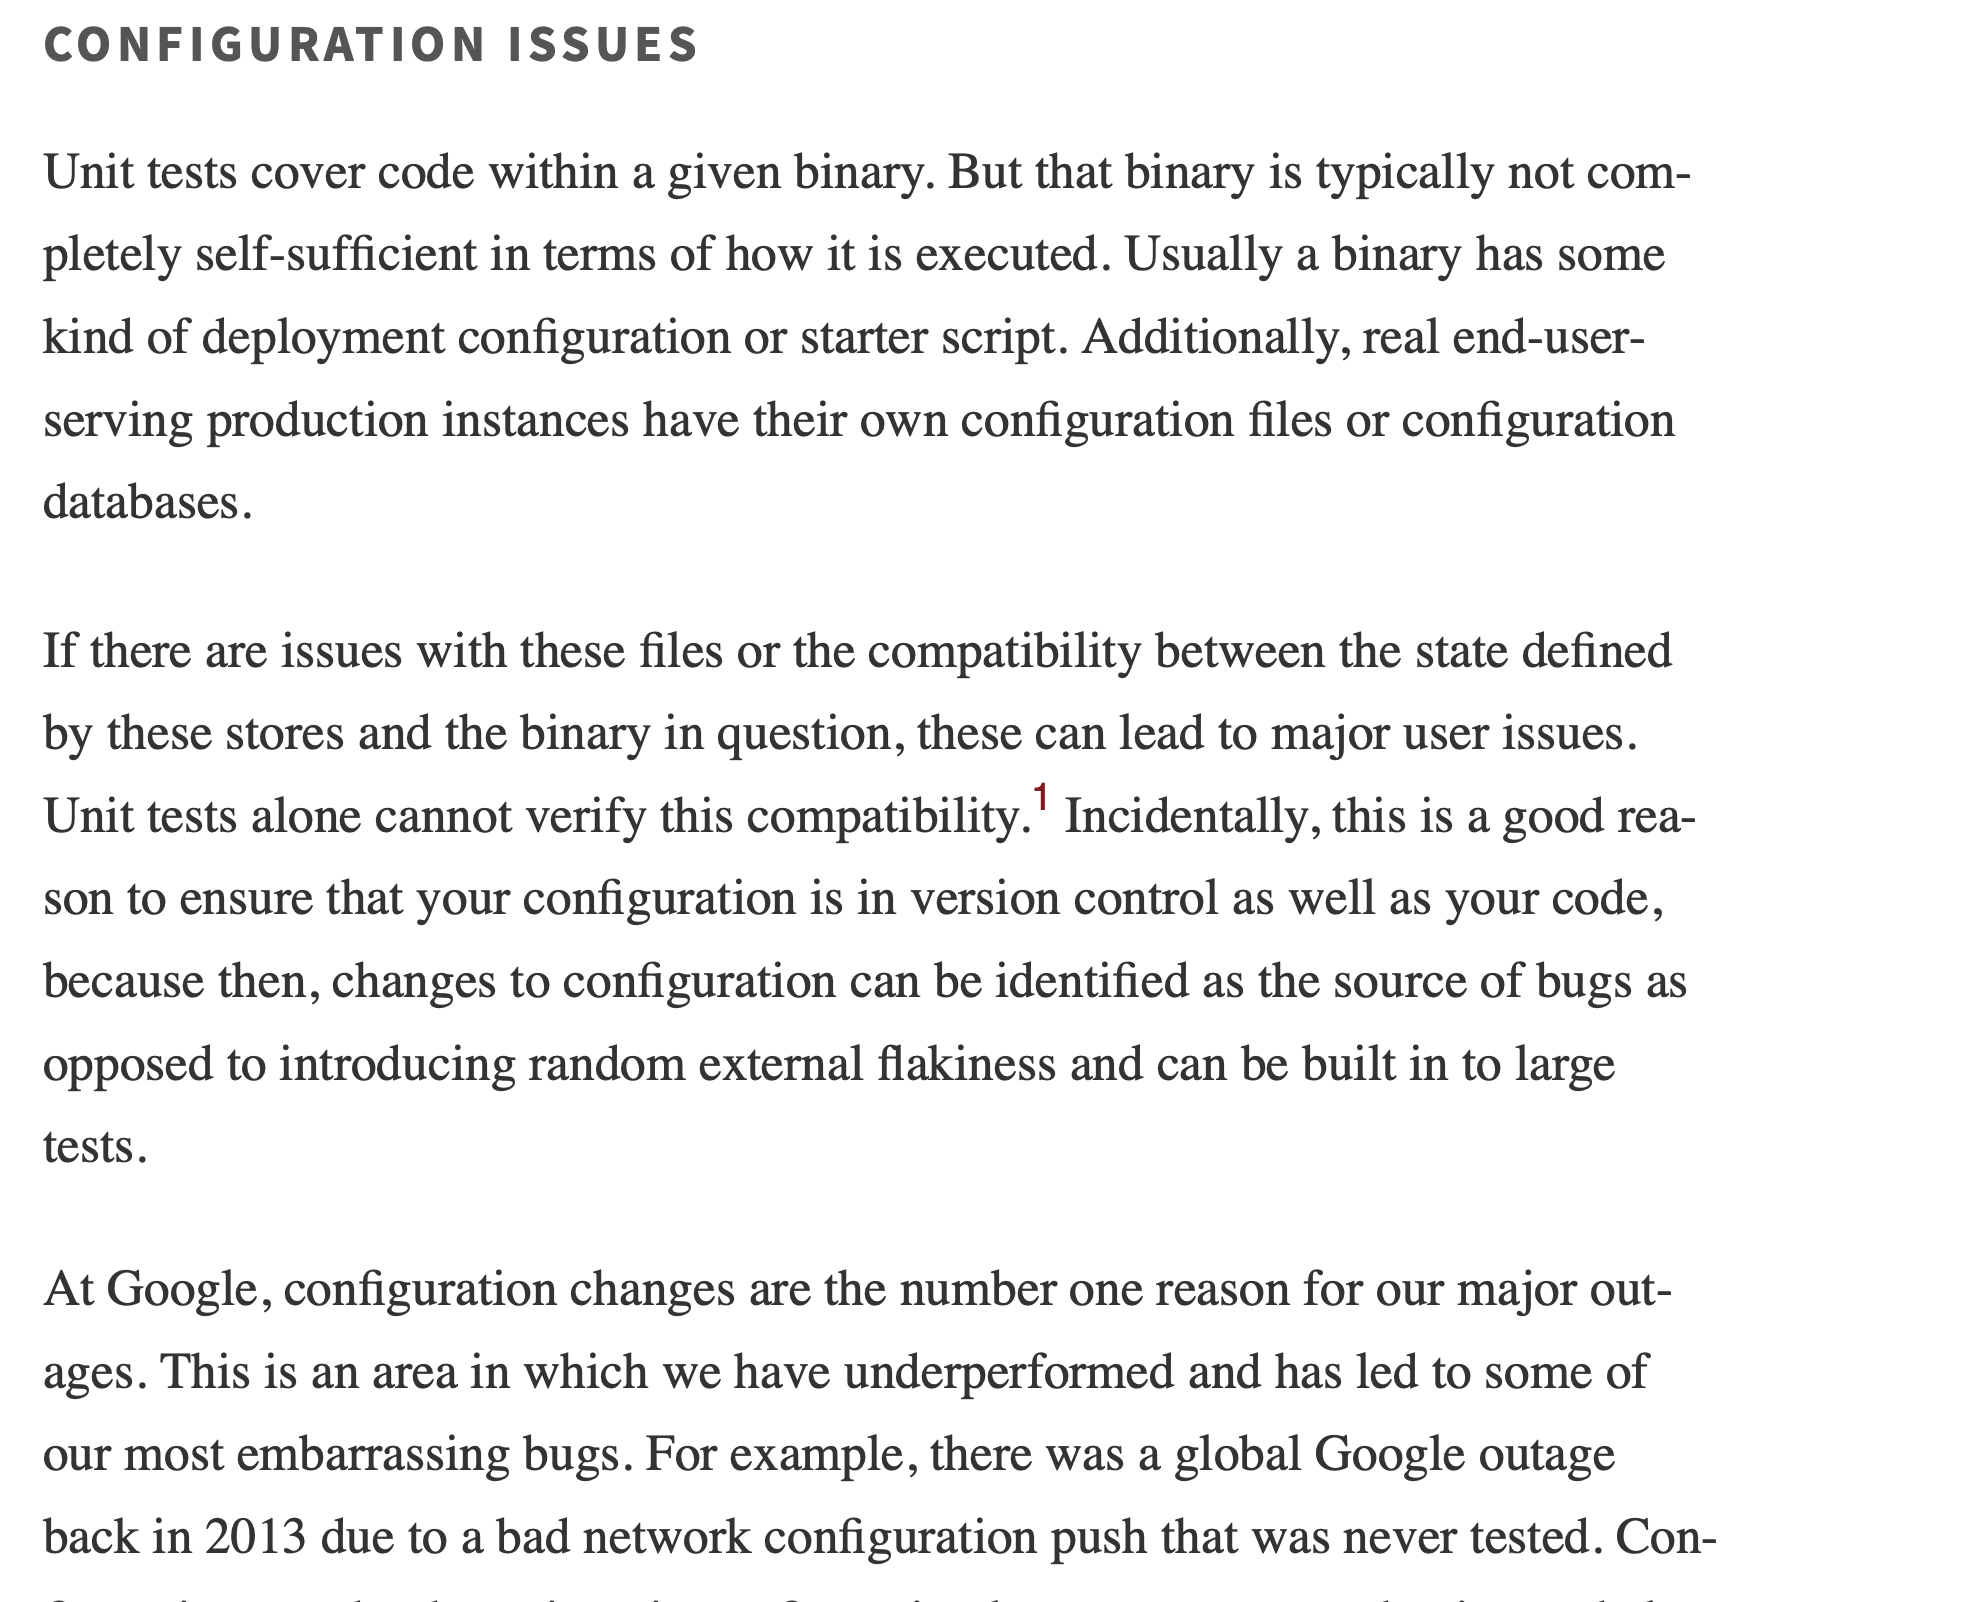 CONFIGURATION ISSUES
Unit tests cover code within a given binary. But that binary is typically not com-
pletely self-sufficient in terms of how it is executed. Usually a binary has some
kind of deployment configuration or starter script. Additionally, real end-user-
serving production instances have their own configuration files or configuration
databases.
If there are issues with these files or the compatibility between the state defined
by these stores and the binary in question, these can lead to major user issues.
Unit tests alone cannot verify this compatibility.1 Incidentally, this is a good rea-
son to ensure that your configuration is in version control as well as your code,
because then, changes to configuration can be identified as the source of bugs as
opposed to introducing random external flakiness and can be built in to large
tests.
At Google, configuration changes are the number one reason for our major out-
ages. This is an area in which we have underperformed and has led to some of
our most embarrassing bugs. For example, there was a global Google outage
back in 2013 due to a bad network configuration push that was never tested. Con-